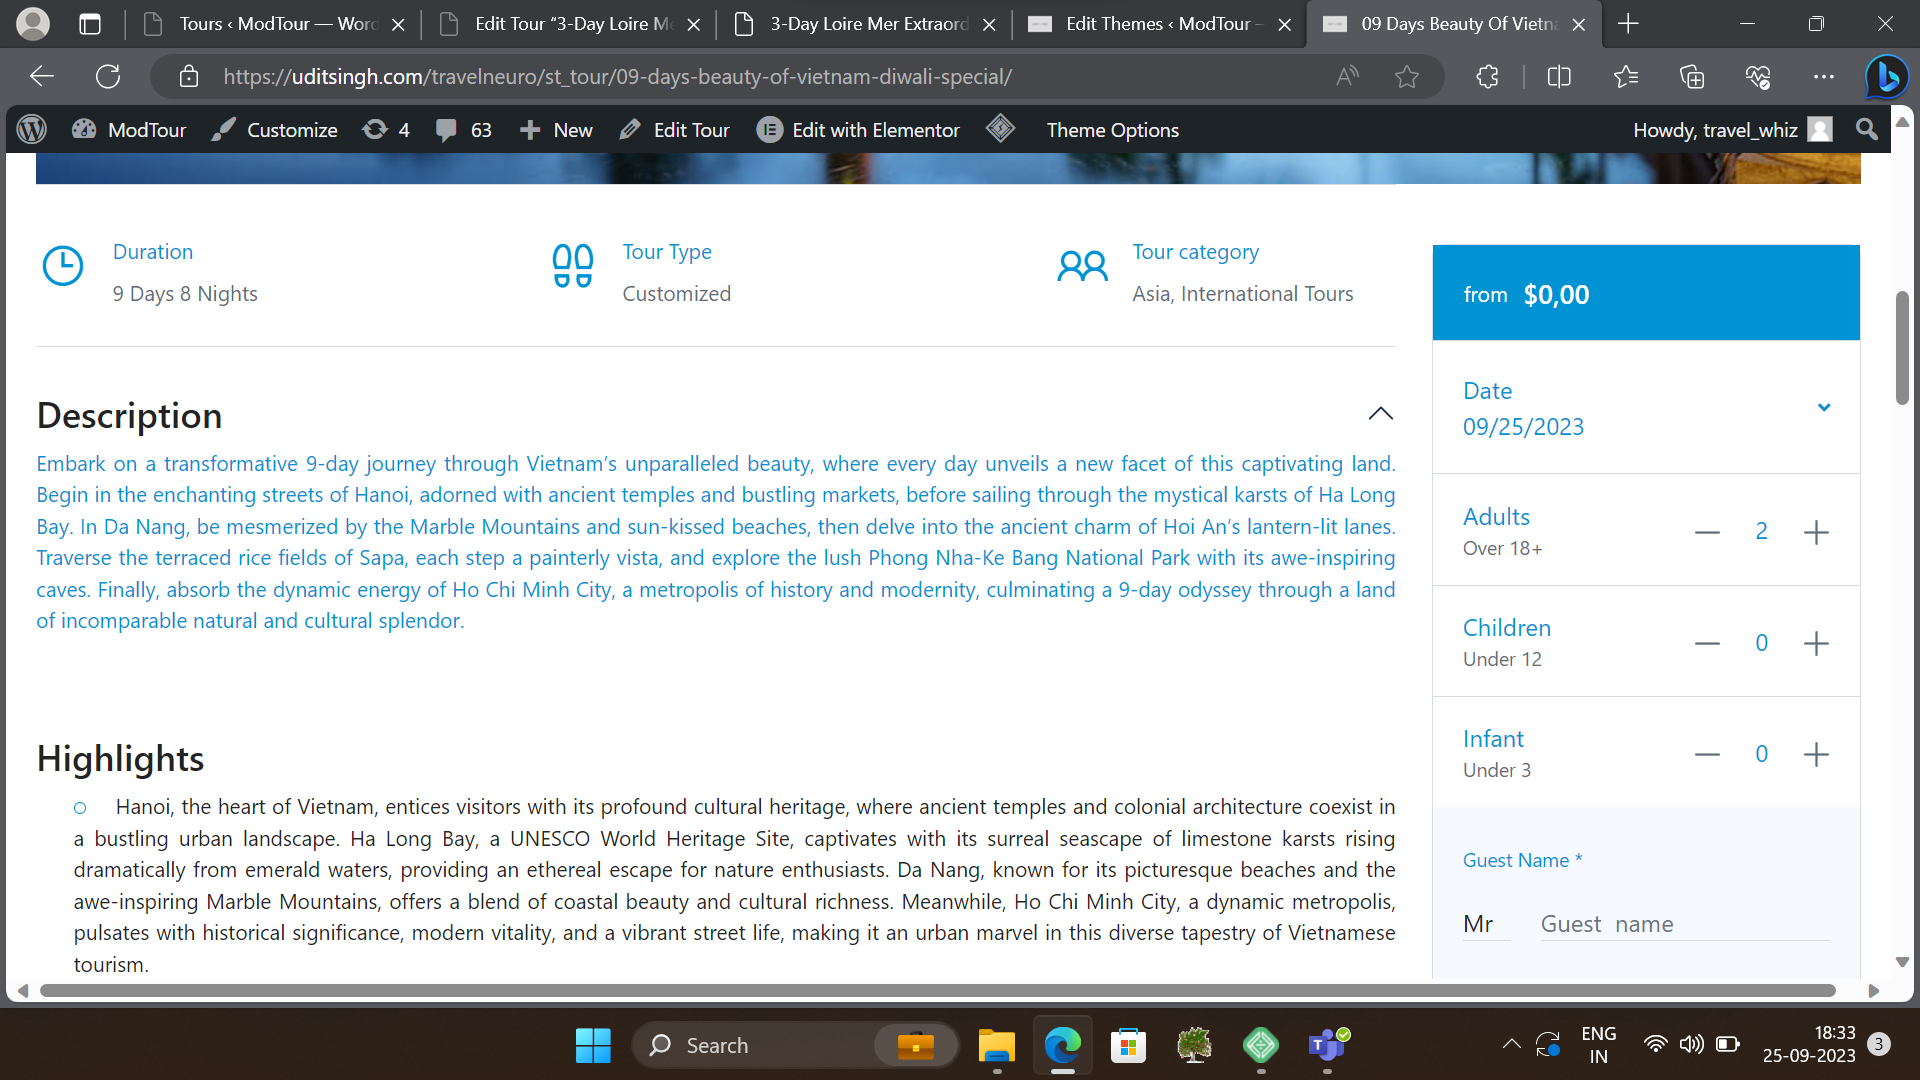 Tours ‹ ModTour — Word
Edit Tour “3-Day Loire Me
3-Day Loire Mer Extraord
Edit Themes ‹ ModTour –
09 Days Beauty Of Vietna
https://uditsingh.com/travelneuro/st_tour/09-days-beauty-of-vietnam-diwali-special/
ModTour
Customize
4
63
New
Edit Tour
Edit with Elementor
Theme Options
Howdy, travel_whiz
Duration
9 Days 8 Nights
Tour Type
Customized
Tour category
Asia, International Tours
Description
Embark on a transformative 9-day journey through Vietnam’s unparalleled beauty, where every day unveils a new facet of this captivating land.
Begin in the enchanting streets of Hanoi, adorned with ancient temples and bustling markets, before sailing through the mystical karsts of Ha Long
Bay. In Da Nang, be mesmerized by the Marble Mountains and sun-kissed beaches, then delve into the ancient charm of Hoi An’s lantern-lit lanes.
Traverse the terraced rice fields of Sapa, each step a painterly vista, and explore the lush Phong Nha-Ke Bang National Park with its awe-inspiring
caves. Finally, absorb the dynamic energy of Ho Chi Minh City, a metropolis of history and modernity, culminating a 9-day odyssey through a land
of incomparable natural and cultural splendor.
Highlights
Hanoi, the heart of Vietnam, entices visitors with its profound cultural heritage, where ancient temples and colonial architecture coexist in
a bustling urban landscape. Ha Long Bay, a UNESCO World Heritage Site, captivates with its surreal seascape of limestone karsts rising
dramatically from emerald waters, providing an ethereal escape for nature enthusiasts. Da Nang, known for its picturesque beaches and the
awe-inspiring Marble Mountains, offers a blend of coastal beauty and cultural richness. Meanwhile, Ho Chi Minh City, a dynamic metropolis,
pulsates with historical significance, modern vitality, and a vibrant street life, making it an urban marvel in this diverse tapestry of Vietnamese
tourism.
from $0,00
Date
09/25/2023
Adults
Over 18+
2
Children
Under 12
0
Infant
Under 3
0
Guest Name *
Mr
Guest name
Search
ENG
IN
18:33
25-09-2023
3